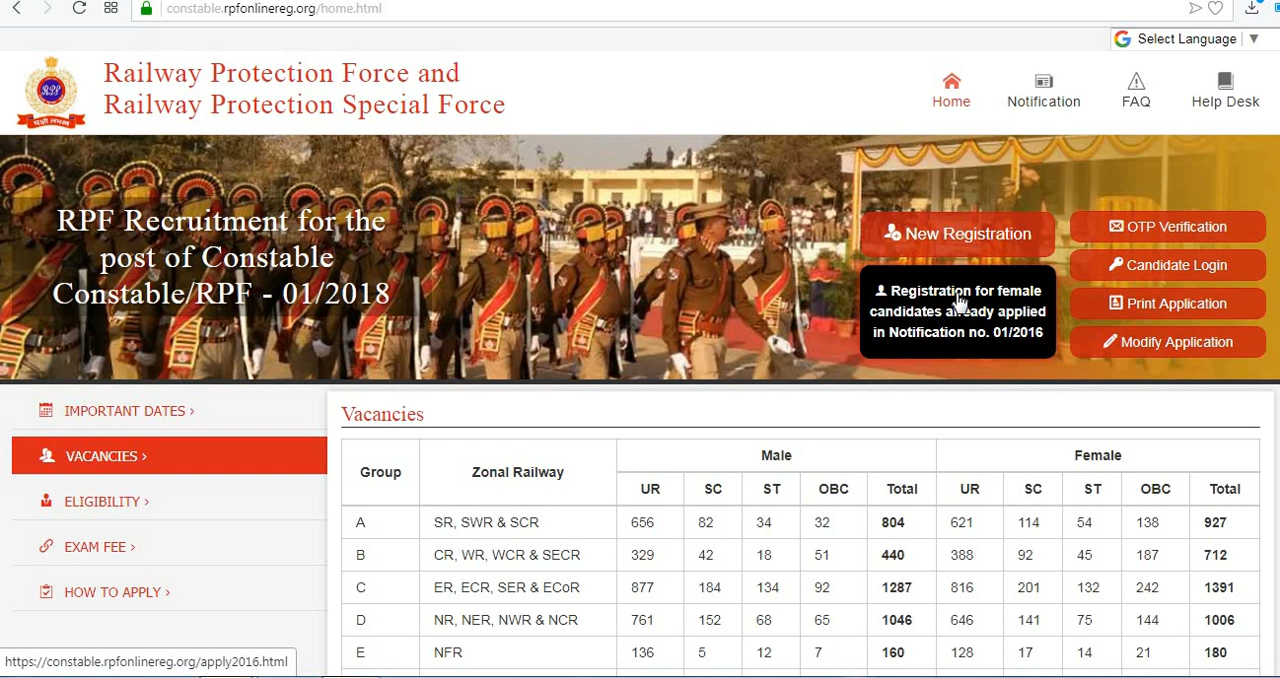 constable.rpfonlinereg.org/home.html
Select Language
Railway Protection Force and
Railway Protection Special Force
Home
Notification
FAQ
Help Desk
RPF Recruitment for the
post of Constable
Constable/RPF - 01/2018
New Registration
Registration for female
candidates already applied
in Notification no. 01/2016
OTP Verification
Candidate Login
Print Application
Modify Application
IMPORTANT DATES ›
VACANCIES ›
ELIGIBILITY ›
EXAM FEE ›
HOW TO APPLY ›
Vacancies
Group Zonal Railway Male Female
UR SC ST OBC Total UR SC ST OBC Total
A SR, SWR & SCR 656 82 34 32 804 621 114 54 138 927
B CR, WR, WCR & SECR 329 42 18 51 440 388 92 45 187 712
C ER, ECR, SER & ECoR 877 184 134 92 1287 816 201 132 242 1391
D NR, NER, NWR & NCR 761 152 68 65 1046 646 141 75 144 1006
E NFR 136 5 12 7 160 128 17 14 21 180
https://constable.rpfonlinereg.org/apply2016.html